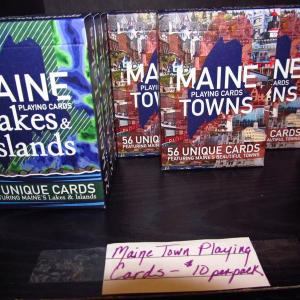 MAINE
PLAYING CARDS
Lakes &
Islands
UNIQUE CARDS
FEATURING MAINE'S Lakes & Islands
MAINE
PLAYING CARDS
TOWNS
56 UNIQUE CARDS
MAINE
PLAYING CARDS
TOWNS
56 UNIQUE CARDS
FEATURING MAINE'S BEAUTIFUL TOWNS
Maine Town Playing
Cards - $10 per pack